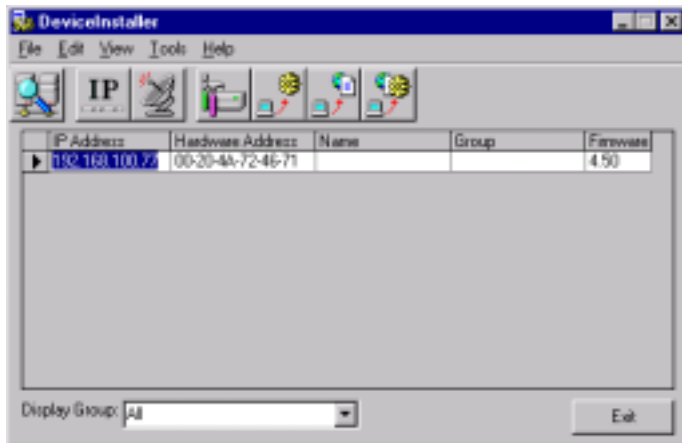 DeviceInstaller
File Edit View Tools Help
IP
IP Address Hardware Address Name Group Firmware
192.168.100.77 00-20-4A-72-46-71 4.50
Display Group: All
Exit